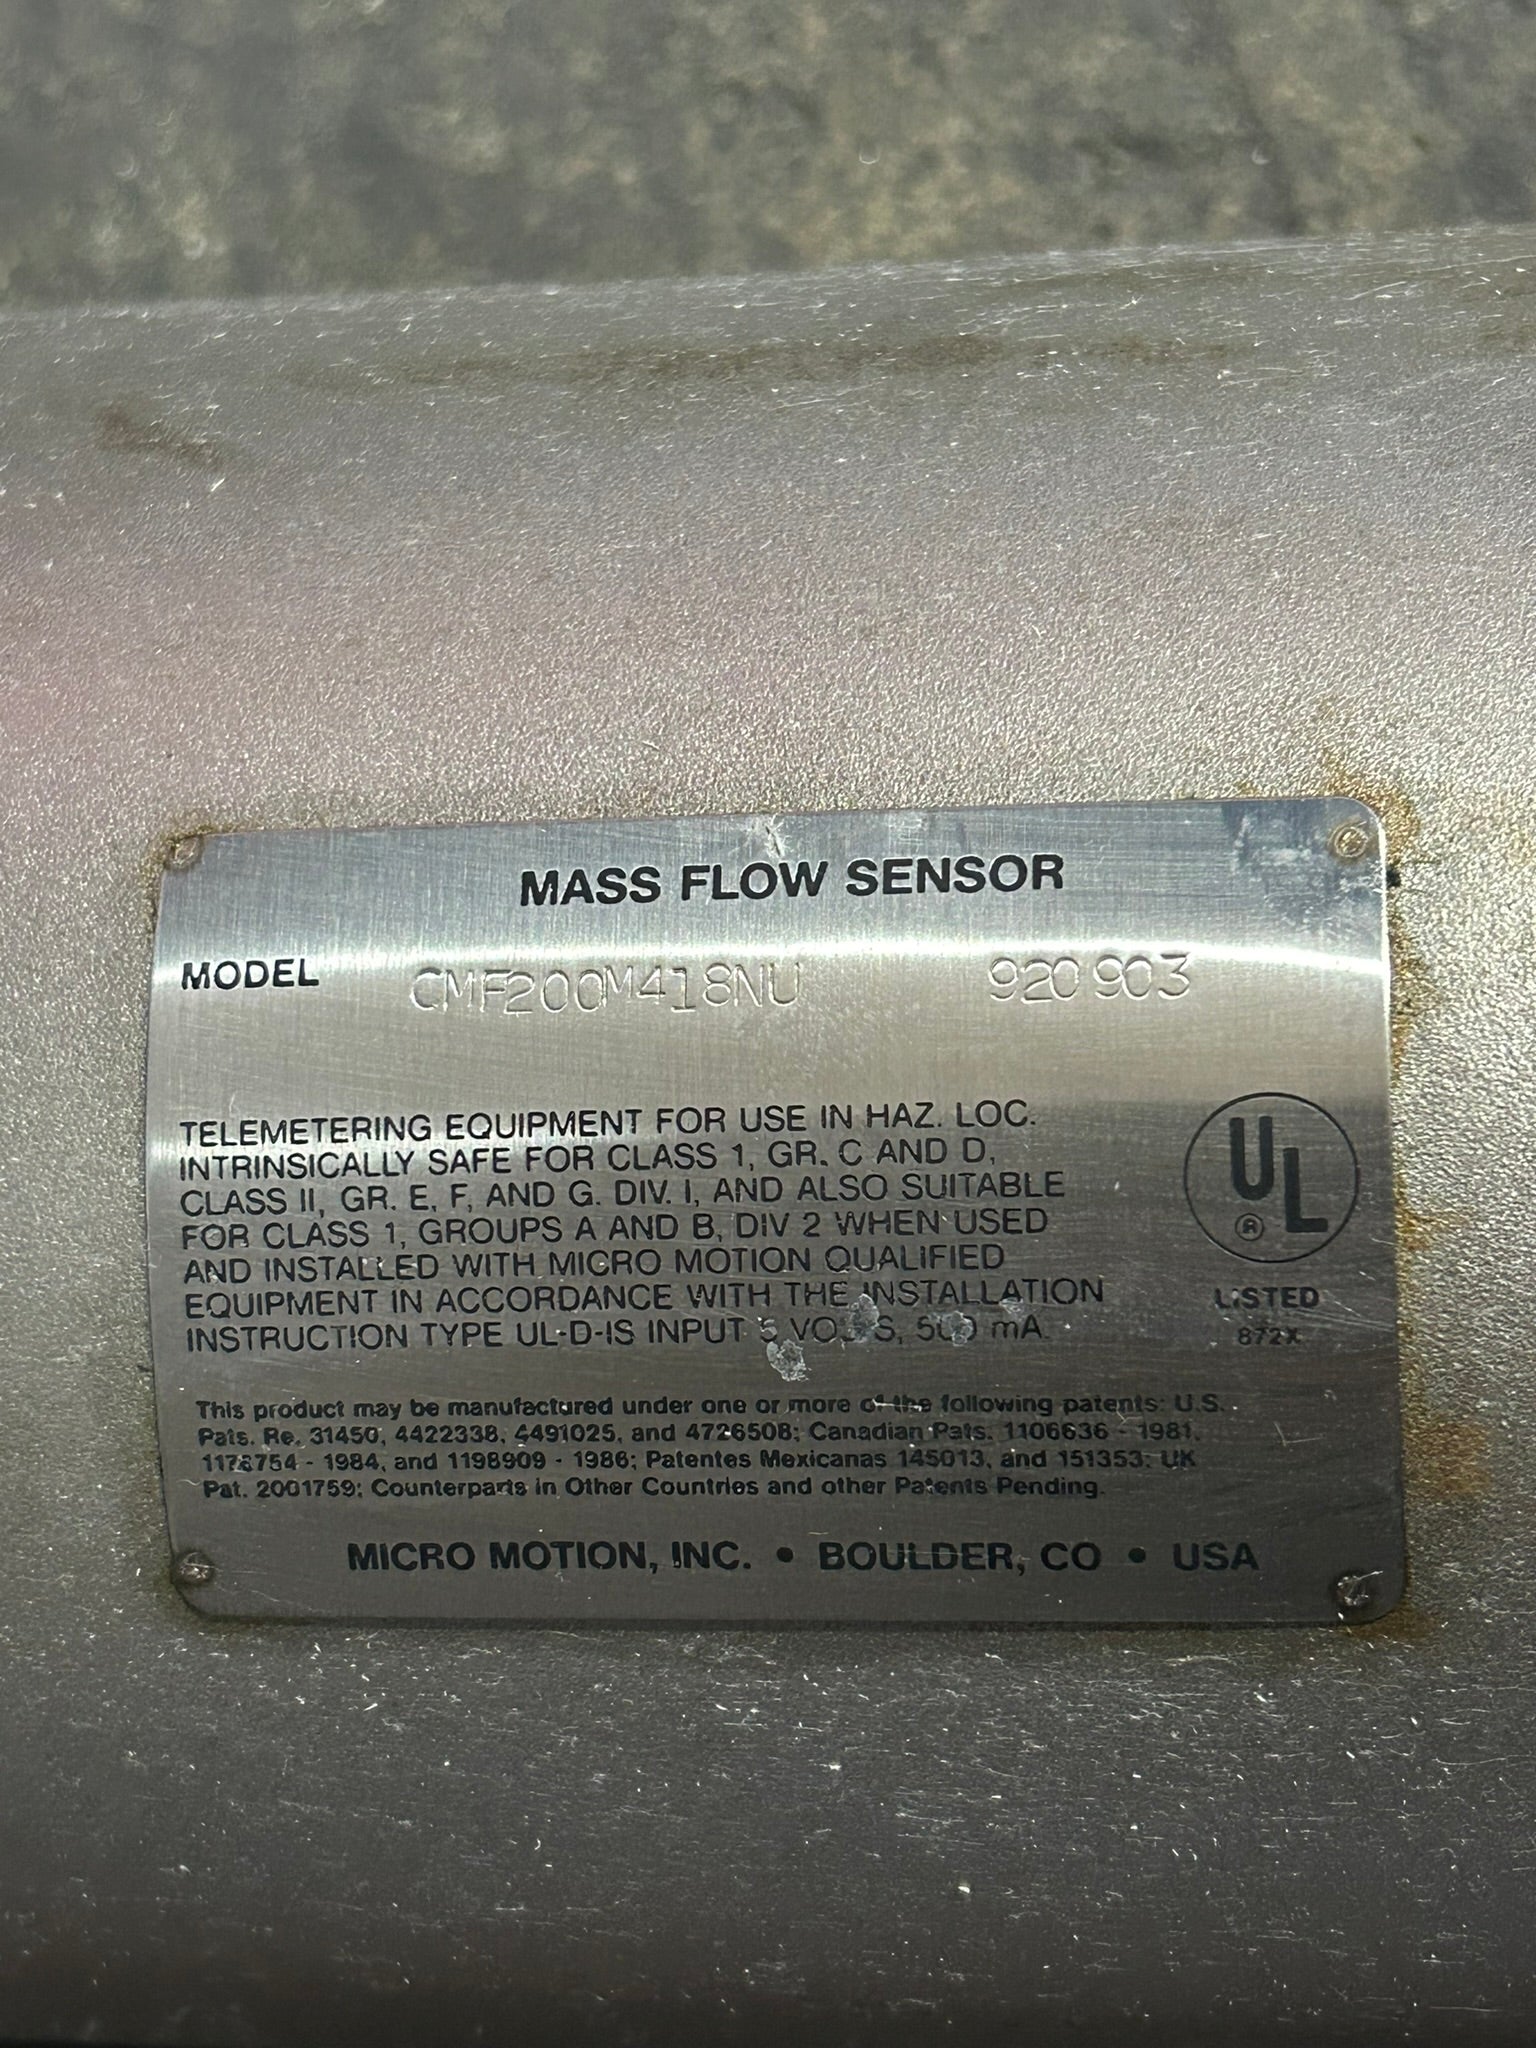 MASS FLOW SENSOR
MODEL CMF200M418NU 920903
TELEMETERING EQUIPMENT FOR USE IN HAZ. LOC.
INTRINSICALLY SAFE FOR CLASS 1, GR. C AND D,
CLASS II, GR. E, F, AND G. DIV. I, AND ALSO SUITABLE
FOR CLASS 1, GROUPS A AND B, DIV 2 WHEN USED
AND INSTALLED WITH MICRO MOTION QUALIFIED
EQUIPMENT IN ACCORDANCE WITH THE INSTALLATION
INSTRUCTION TYPE UL-D-IS INPUT 5 VOLTS, 500 mA.
UL ®
LISTED
872X
This product may be manufactured under one or more of the following patents: U.S.
Pats. Re. 31450, 4422338, 4491025, and 4726508; Canadian Pats. 1106636 - 1981,
1178754 - 1984, and 1198909 - 1986; Patentes Mexicanas 145013, and 151353; UK
Pat. 2001759; Counterparts in Other Countries and other Patents Pending.
MICRO MOTION, INC. • BOULDER, CO • USA